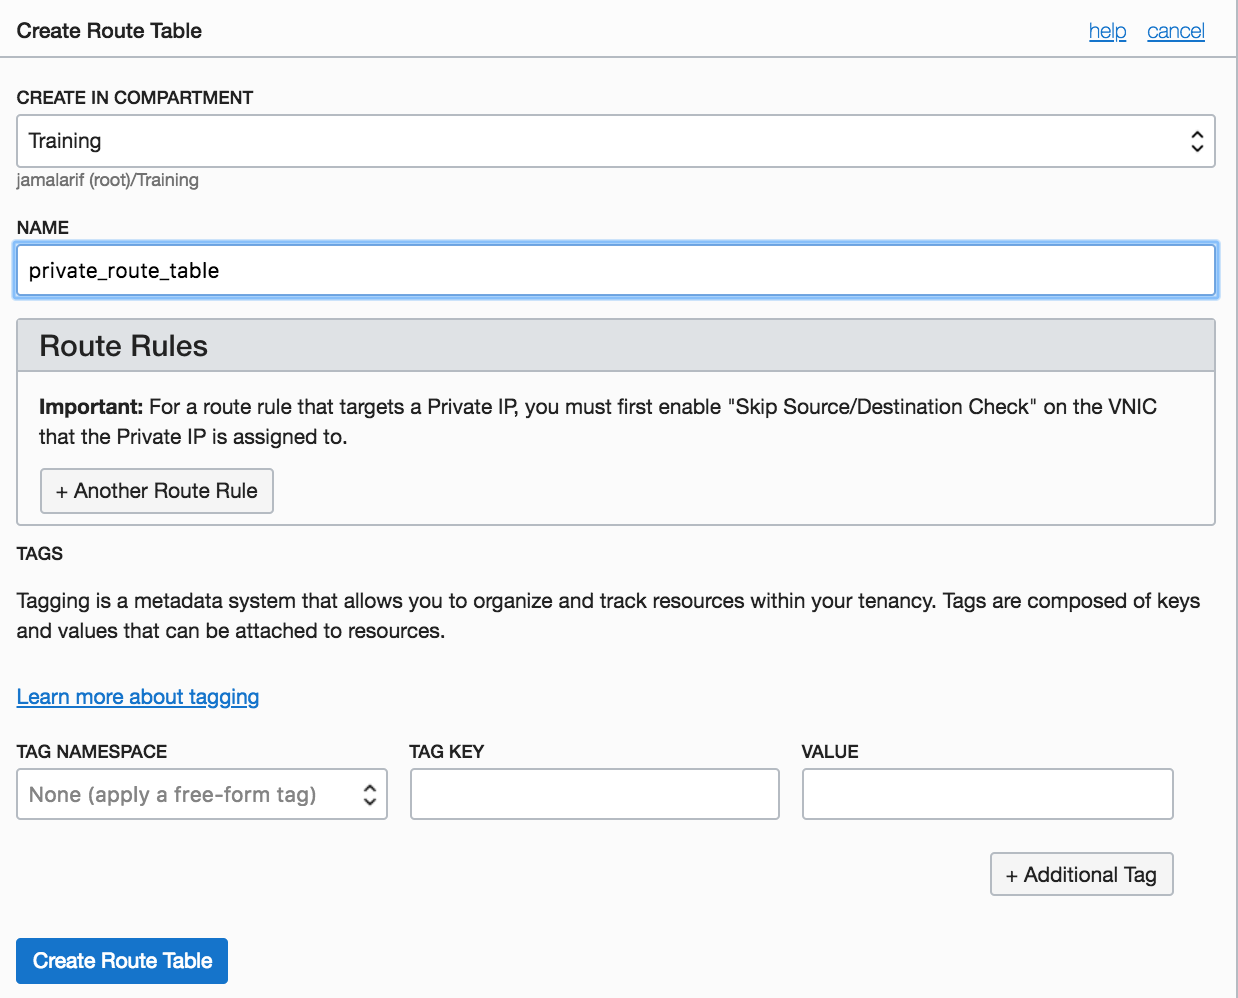 Create Route Table
help cancel
CREATE IN COMPARTMENT
Training
jamalarif (root)/Training
NAME
private_route_table
Route Rules
Important: For a route rule that targets a Private IP, you must first enable "Skip Source/Destination Check" on the VNIC
that the Private IP is assigned to.
+ Another Route Rule
TAGS
Tagging is a metadata system that allows you to organize and track resources within your tenancy. Tags are composed of keys
and values that can be attached to resources.
Learn more about tagging
TAG NAMESPACE TAG KEY VALUE
None (apply a free-form tag)
+ Additional Tag
Create Route Table